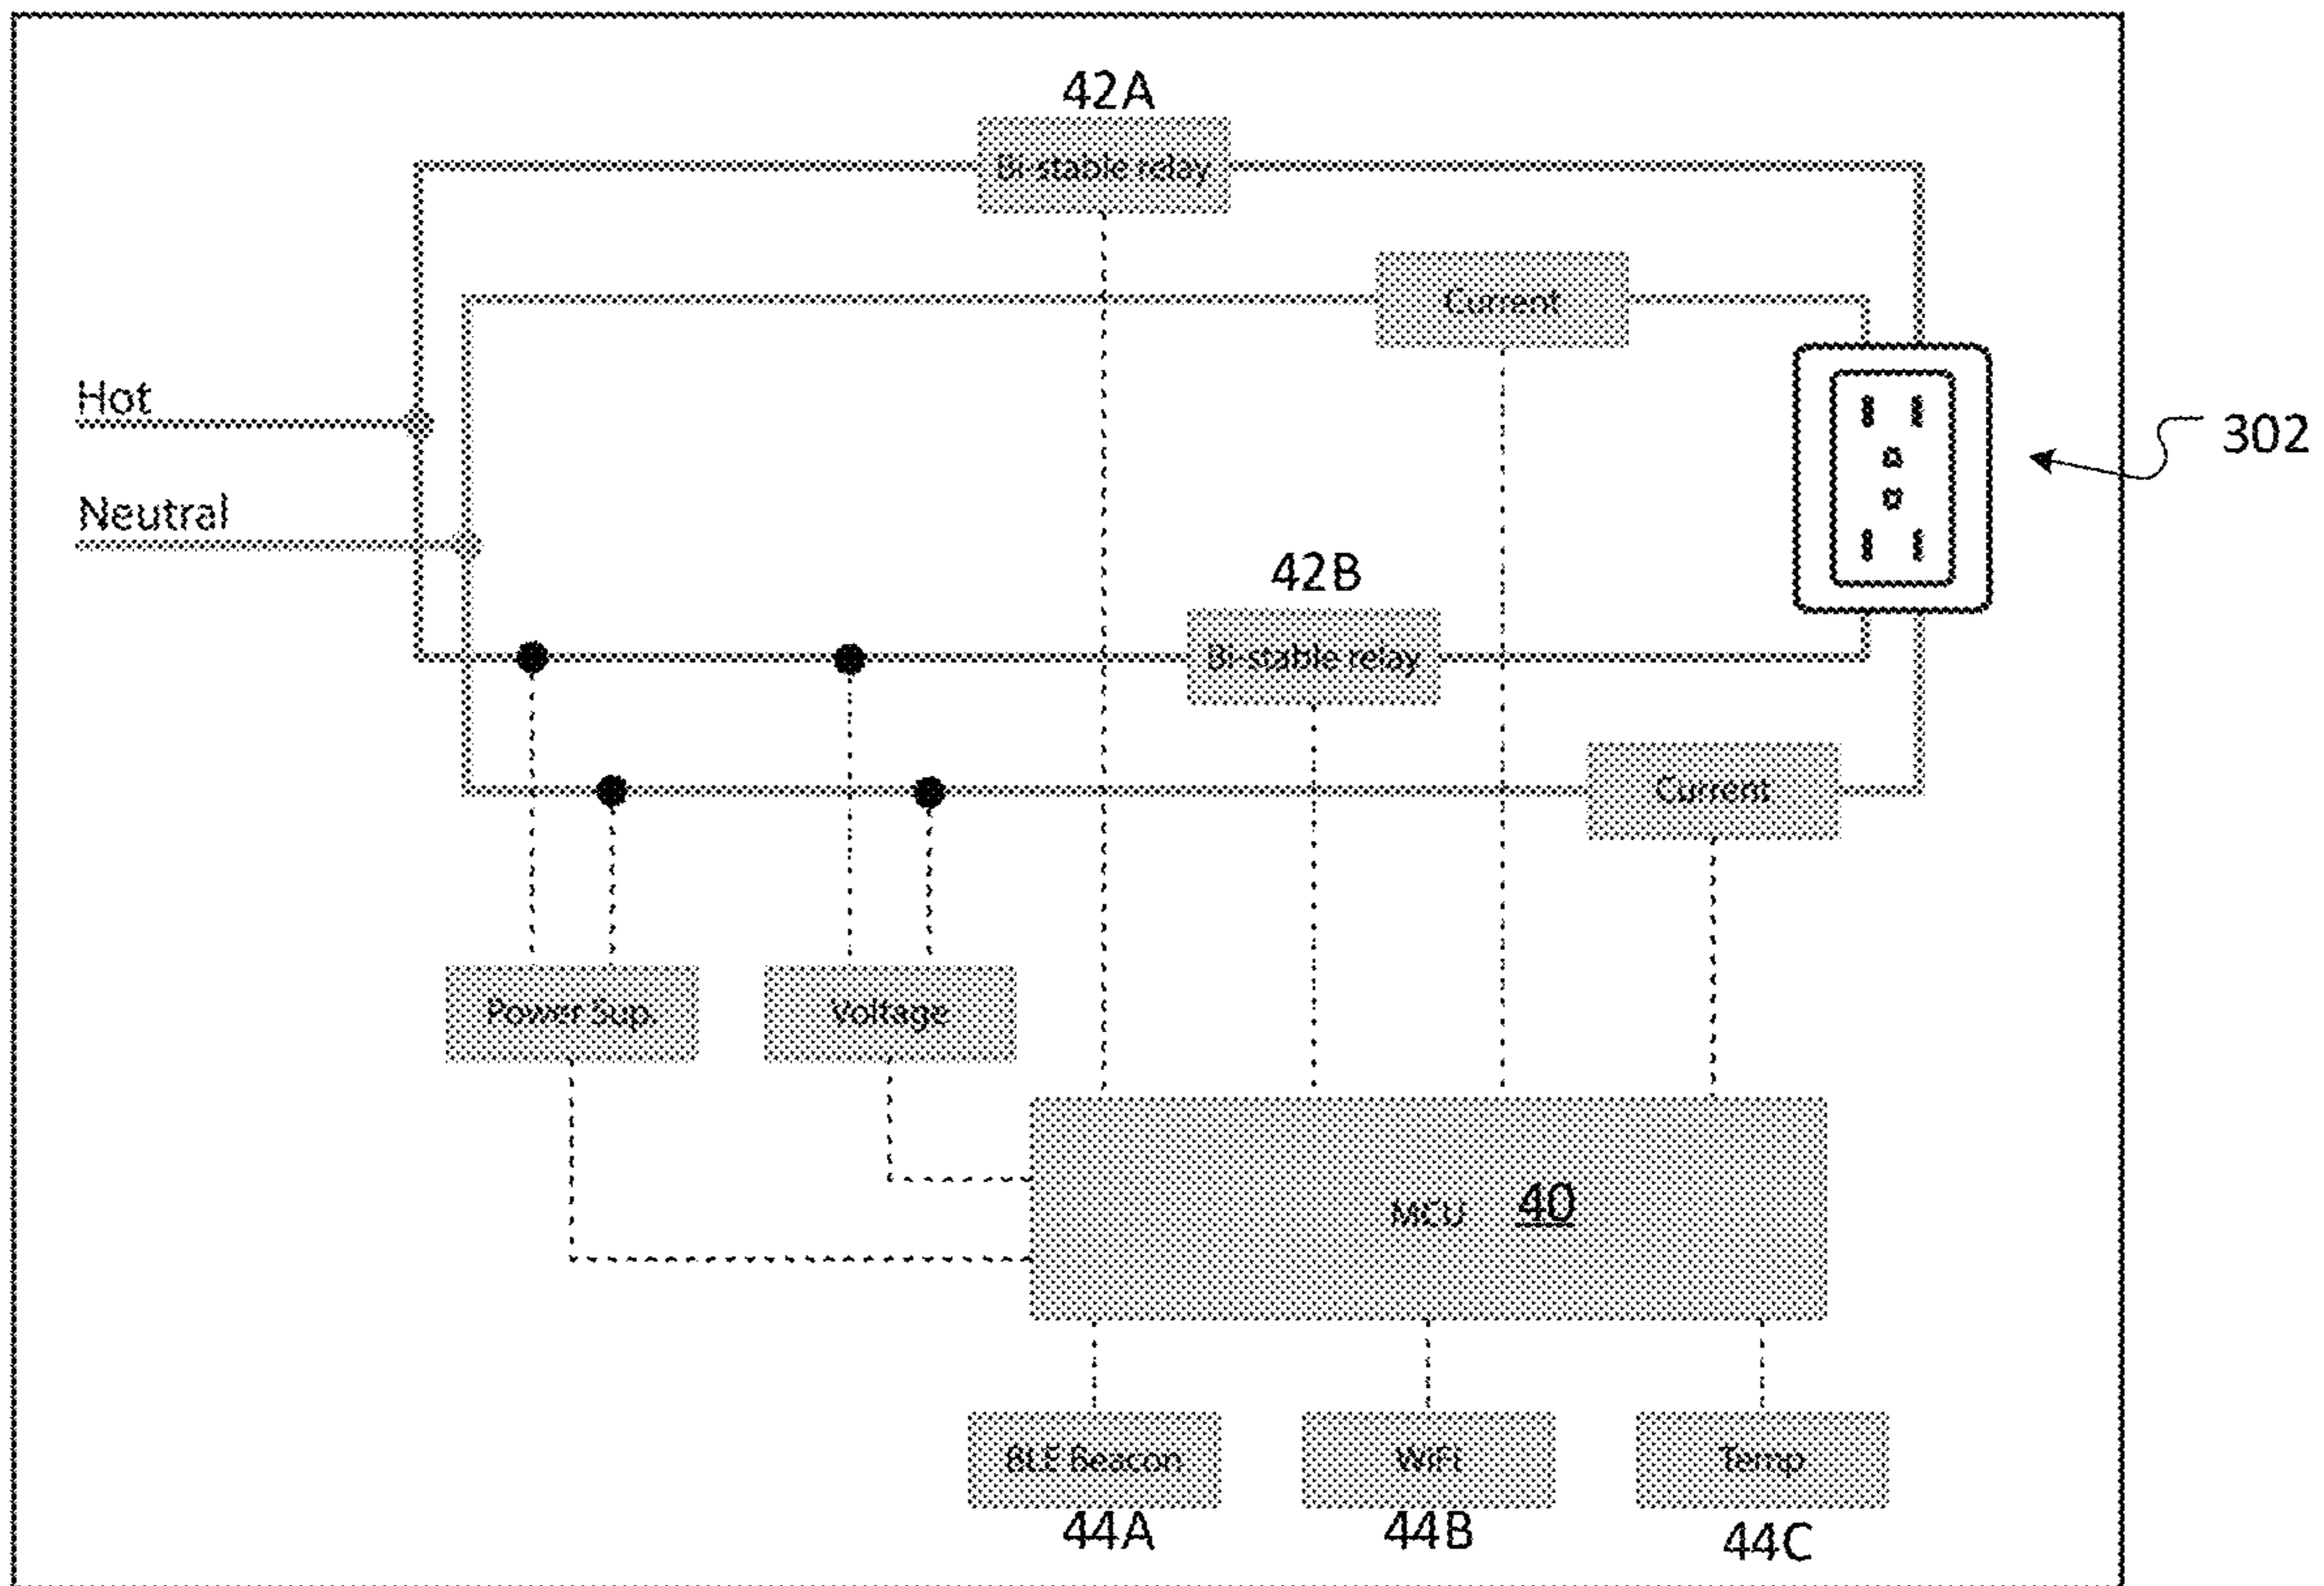 42A
Bi-stable relay
Current
Hot
302
Neutral
42B
Bi-stable relay
Current
Power Sup.
Voltage
MCU 40
BLE Beacon
WiFi
Temp
44A
44B
44C